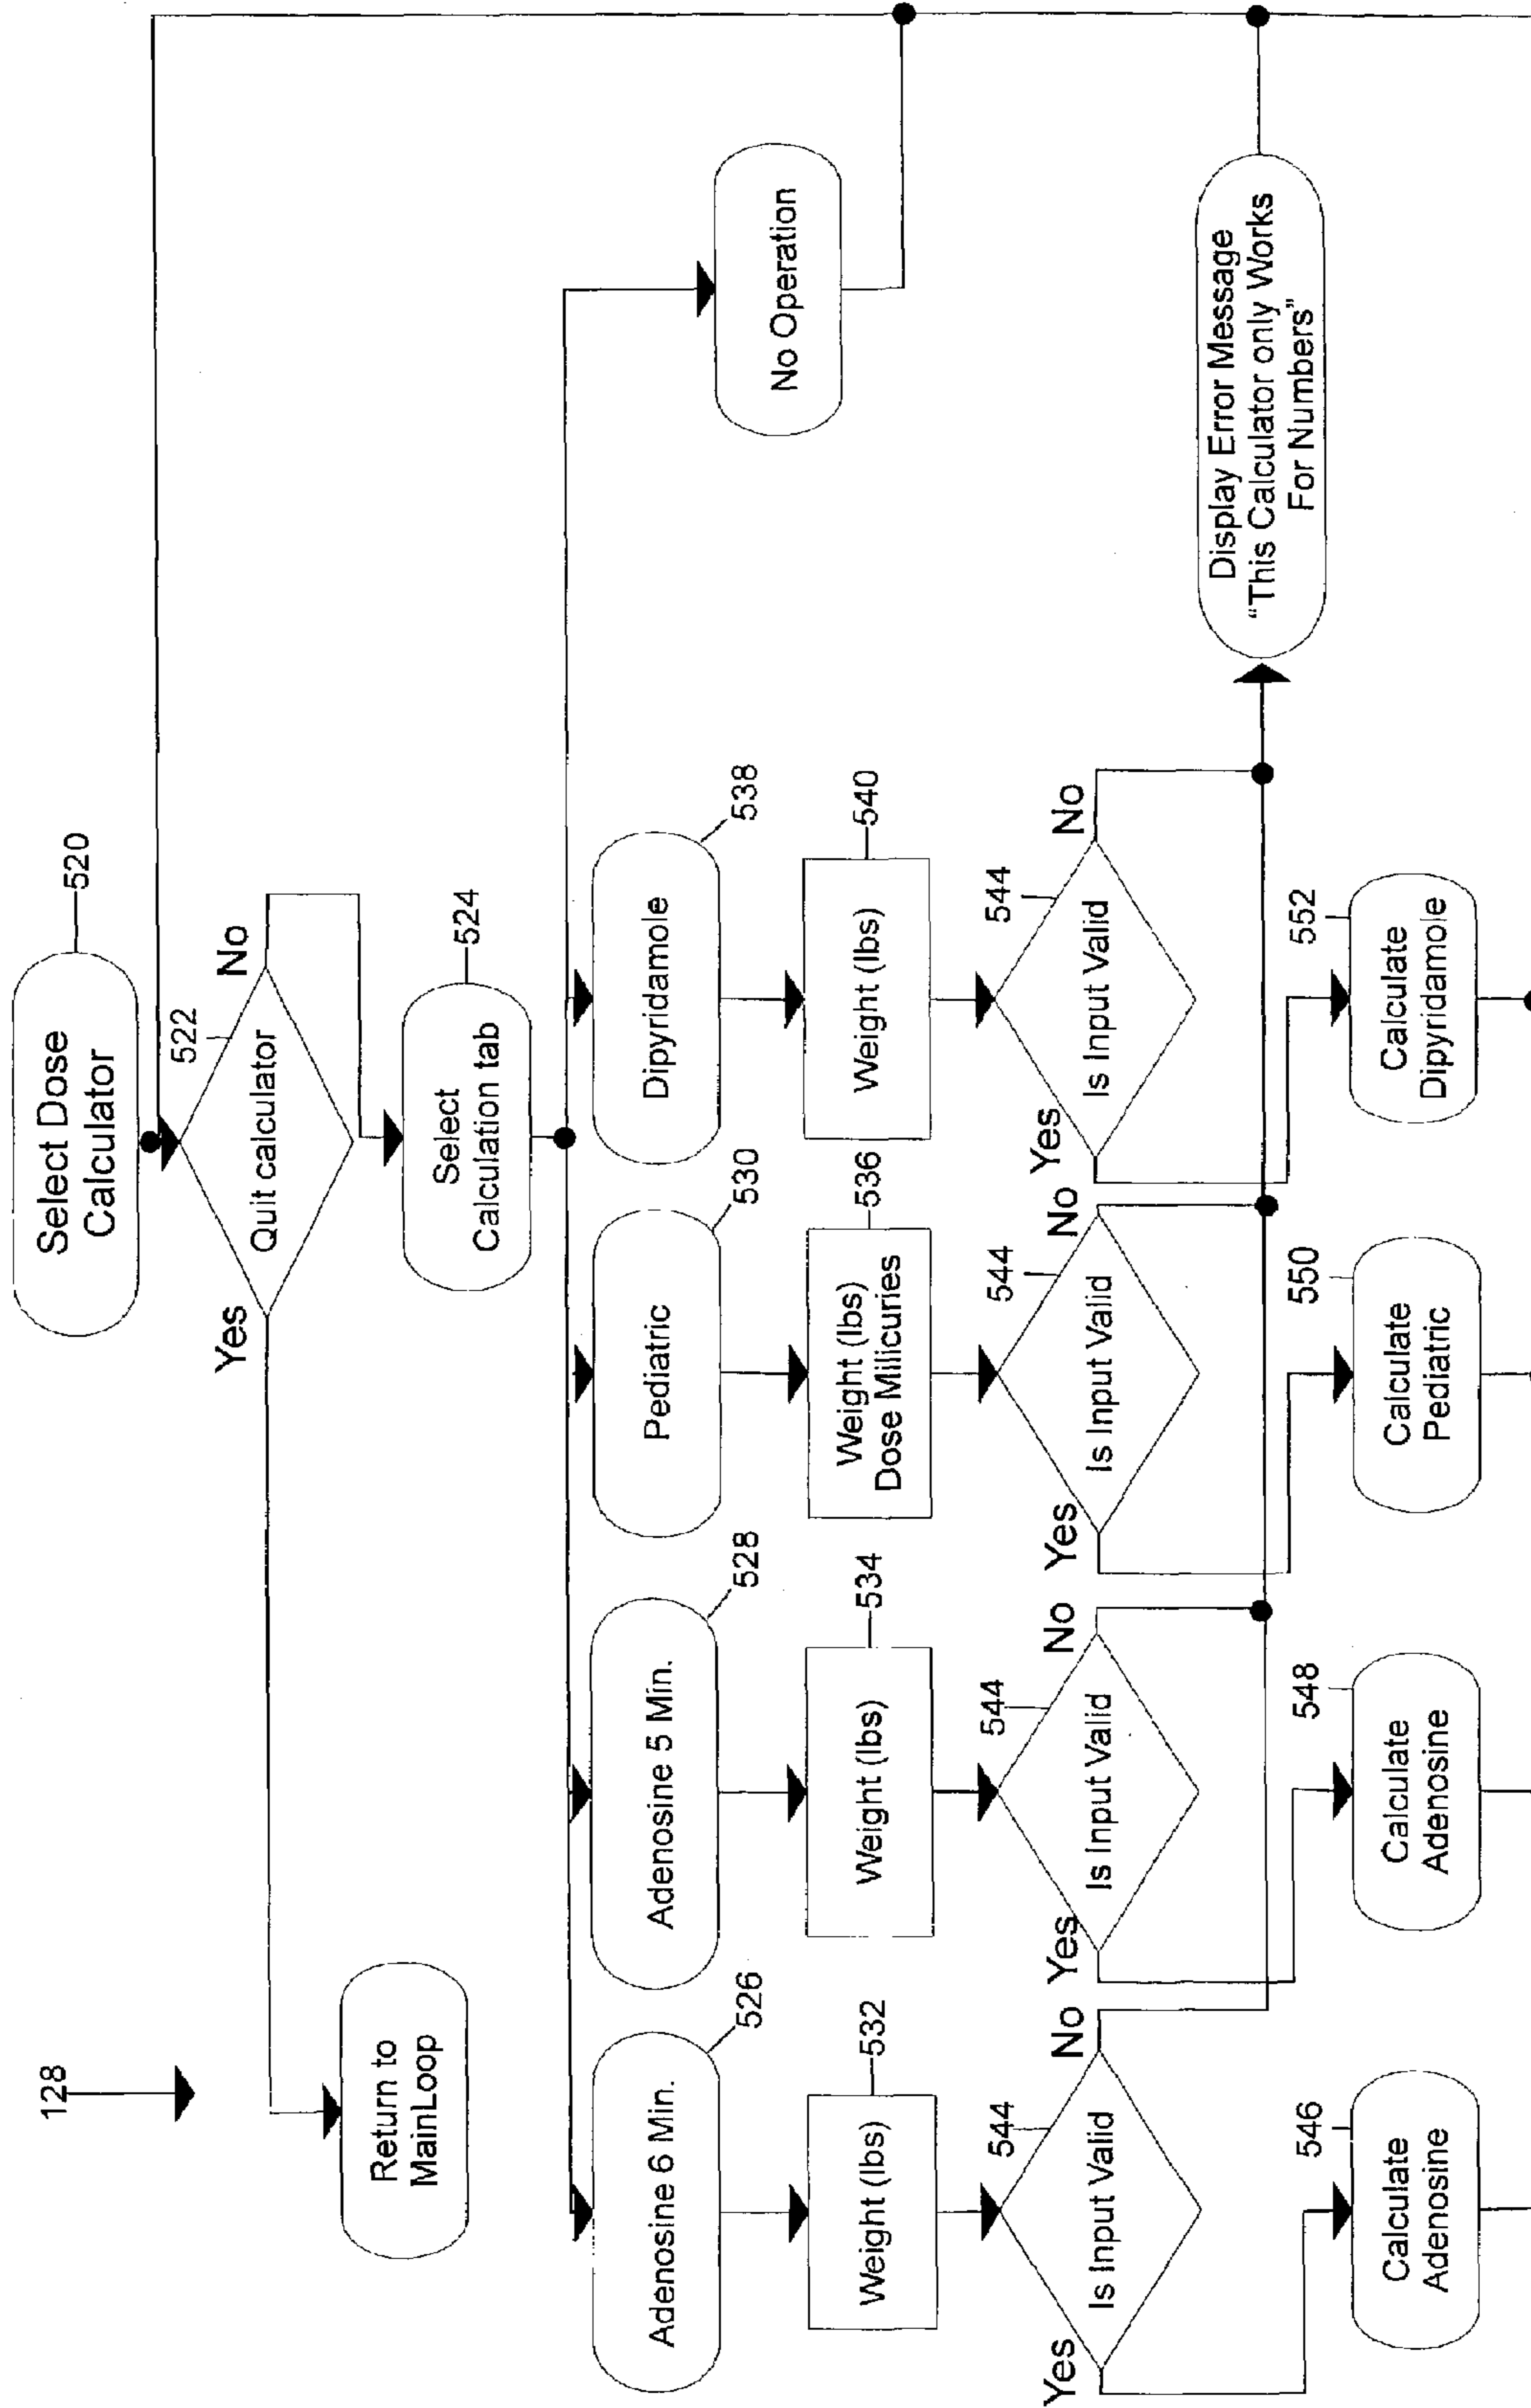 128
Select Dose
Calculator
520
522
Quit calculator
Yes
No
Return to
MainLoop
Select
Calculation tab
524
Adenosine 6 Min.
526
Adenosine 5 Min.
528
Pediatric
530
Dipyridamole
538
No Operation
Weight (lbs)
532
Weight (lbs)
534
Weight (lbs)
Dose Milicuries
536
Weight (lbs)
540
Yes
Is Input Valid
544
No
Yes
Is Input Valid
544
No
Yes
Is Input Valid
544
No
Yes
Is Input Valid
544
No
Display Error Message
“This Calculator only Works
For Numbers”
Calculate
Adenosine
546
Calculate
Adenosine
548
Calculate
Pediatric
550
Calculate
Dipyridamole
552